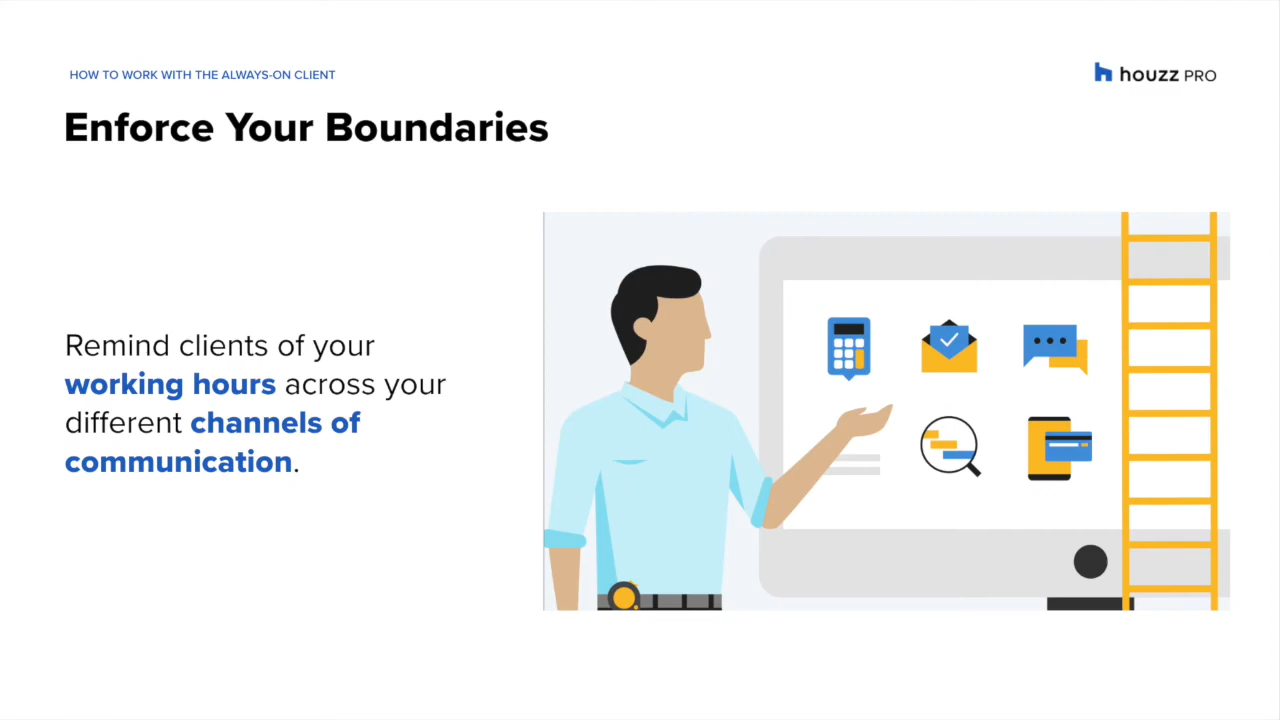 HOW TO WORK WITH THE ALWAYS-ON CLIENT
houzz PRO
Enforce Your Boundaries
Remind clients of your
working hours across your
different channels of
communication.